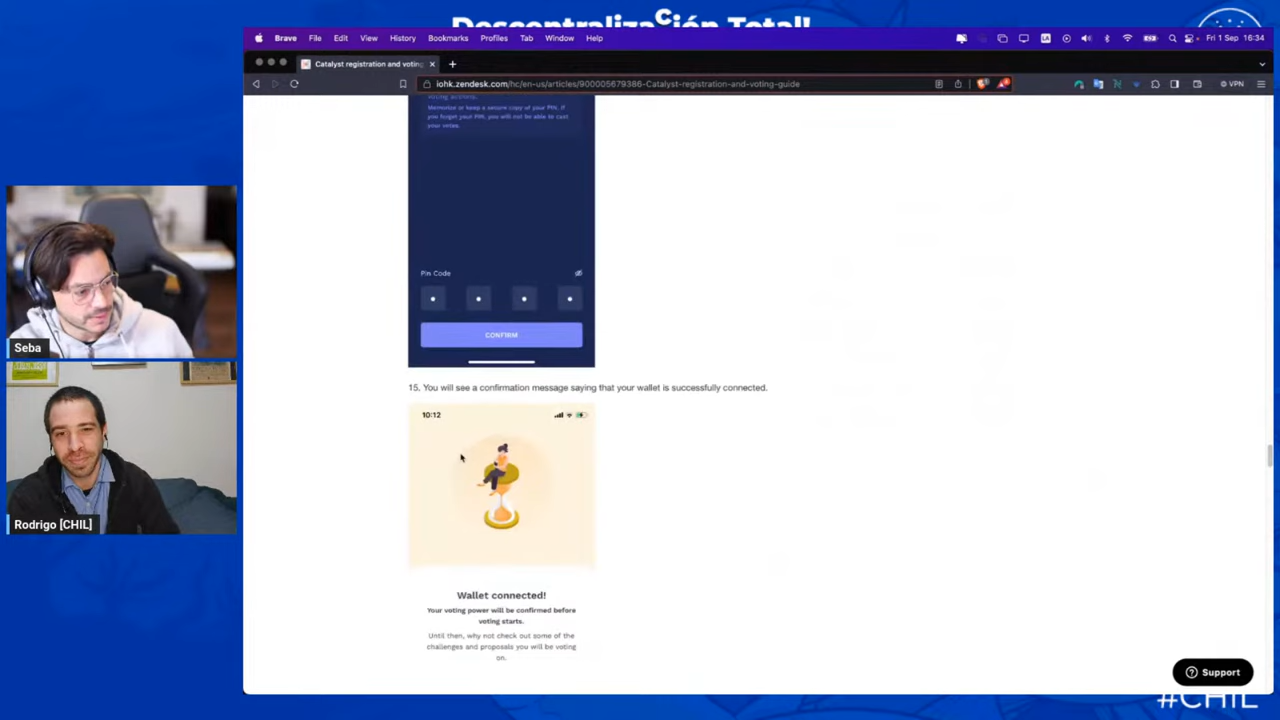 Descentralización Total!
Brave File Edit View History Bookmarks Profiles Tab Window Help
Fri 1 Sep 16:34
Catalyst registration and voting
iohk.zendesk.com/hc/en-us/articles/900005679386-Catalyst-registration-and-voting-guide
VPN
voting actions.
Memorize or keep a secure copy of your PIN. If
you forget your PIN, you will not be able to cast
your votes.
Pin Code
CONFIRM
15. You will see a confirmation message saying that your wallet is successfully connected.
10:12
Wallet connected!
Your voting power will be confirmed before
voting starts.
Until then, why not check out some of the
challenges and proposals you will be voting
on.
Support
Seba
Rodrigo [CHIL]
#CHIL